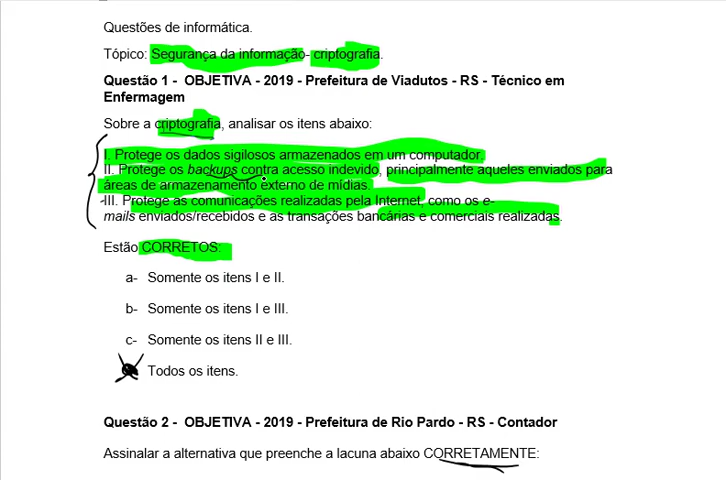 Questões de informática.
Tópico: Segurança da informação- criptografia.
Questão 1 - OBJETIVA - 2019 - Prefeitura de Viadutos - RS - Técnico em
Enfermagem
Sobre a criptografia, analisar os itens abaixo:
I. Protege os dados sigilosos armazenados em um computador.
II. Protege os backups contra acesso indevido, principalmente aqueles enviados para
áreas de armazenamento externo de mídias.
III. Protege as comunicações realizadas pela Internet, como os e-
mails enviados/recebidos e as transações bancárias e comerciais realizadas.
Estão CORRETOS:
a- Somente os itens I e II.
b- Somente os itens I e III.
c- Somente os itens II e III.
Todos os itens.
Questão 2 - OBJETIVA - 2019 - Prefeitura de Rio Pardo - RS - Contador
Assinalar a alternativa que preenche a lacuna abaixo CORRETAMENTE: